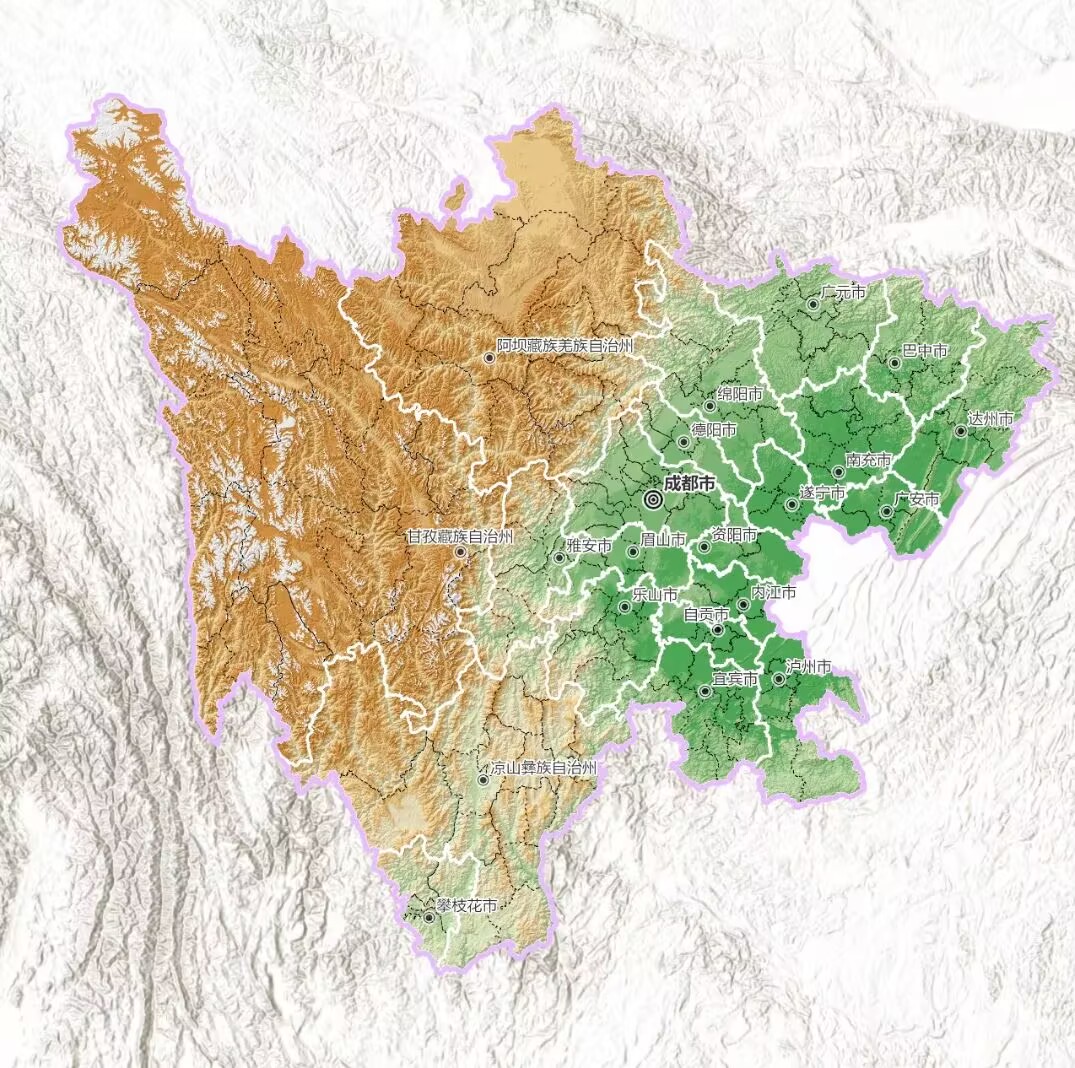 广元市
阿坝藏族羌族自治州
巴中市
绵阳市
达州市
德阳市
南充市
成都市
遂宁市
广安市
甘孜藏族自治州
雅安市
眉山市
资阳市
乐山市
内江市
自贡市
宜宾市
泸州市
凉山彝族自治州
攀枝花市